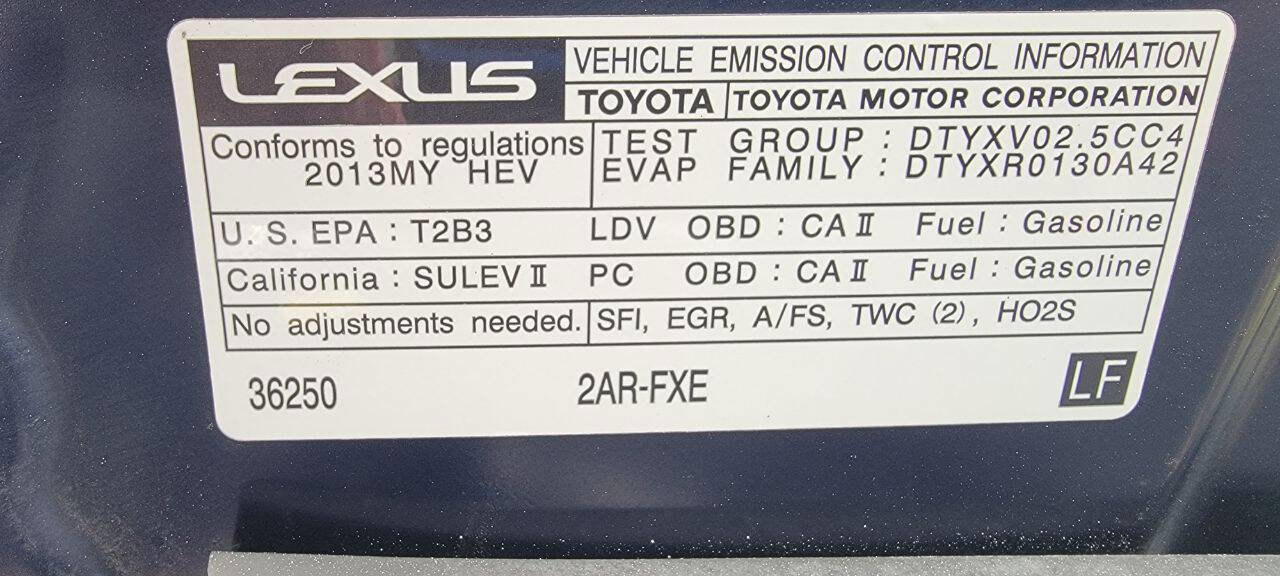 LEXUS
VEHICLE EMISSION CONTROL INFORMATION
TOYOTA TOYOTA MOTOR CORPORATION
Conforms to regulations
2013MY HEV
TEST GROUP : DTYXV02.5CC4
EVAP FAMILY : DTYXR0130A42
U. S. EPA : T2B3 LDV OBD : CA II Fuel : Gasoline
California : SULEV II PC OBD : CA II Fuel : Gasoline
No adjustments needed. SFI, EGR, A/FS, TWC (2), HO2S
36250 2AR-FXE LF